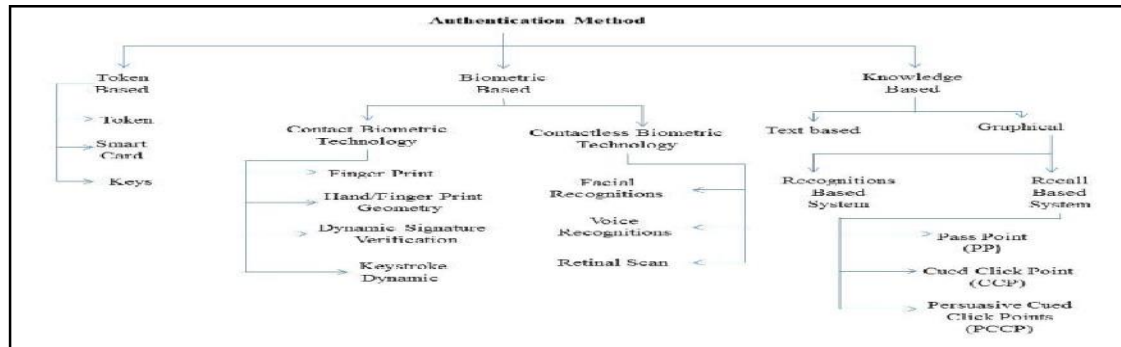 Authentication Method
Token
Based
Token
Smart
Card
Keys
Biometric
Based
Contact Biometric
Technology
Finger Print
Hand/Finger Print
Geometry
Dynamic Signature
Verification
Keystroke
Dynamic
Contactless Biometric
Technology
Facial
Recognitions
Voice
Recognitions
Retinal Scan
Knowledge
Based
Text based
Graphical
Recognitions
Based
System
Recall
Based
System
Pass Point
(PP)
Cued Click Point
(CCP)
Persuasive Cued
Click Points
(PCCP)